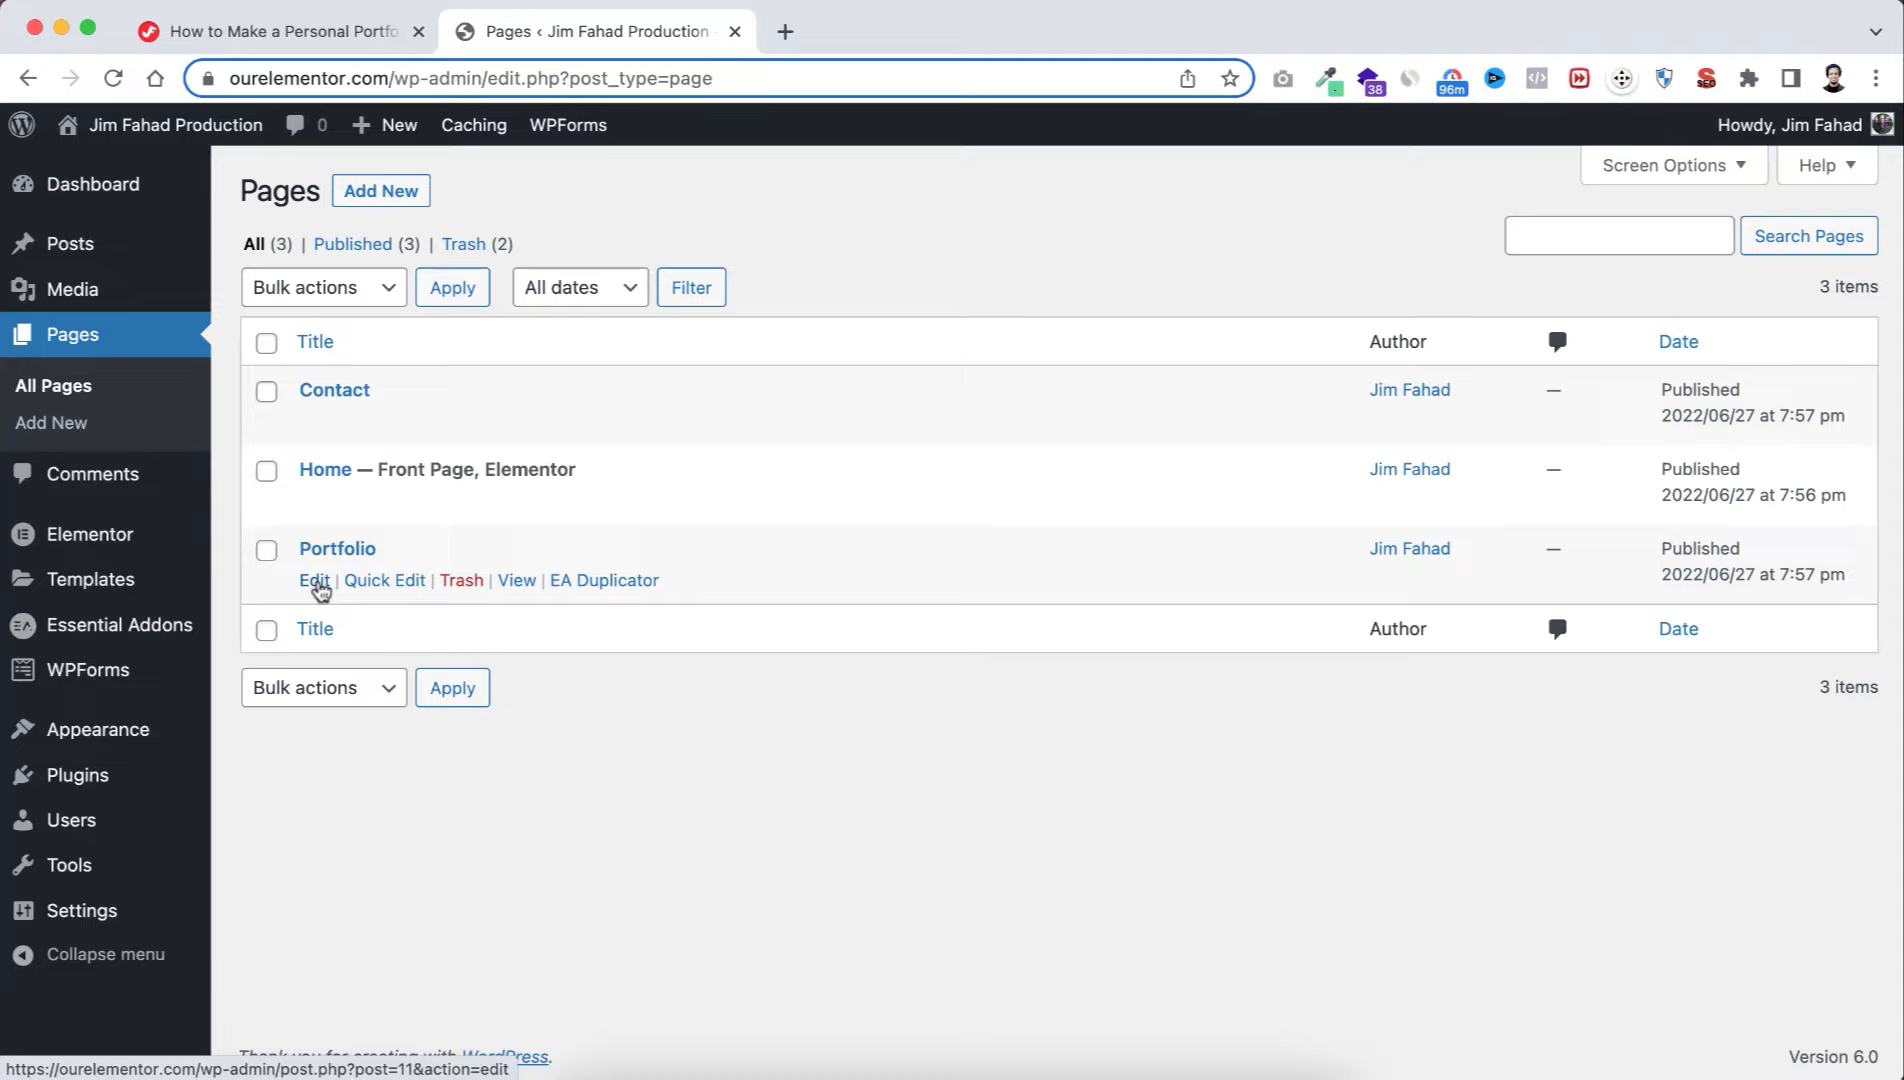 How to Make a Personal Portfo
Pages ‹ Jim Fahad Production
ourelementor.com/wp-admin/edit.php?post_type=page
38
96m
SEO
Jim Fahad Production 0 New Caching WPForms Howdy, Jim Fahad
Screen Options Help
Dashboard
Posts
Media
Pages
All Pages
Add New
Comments
Elementor
Templates
Essential Addons
WPForms
Appearance
Plugins
Users
Tools
Settings
Collapse menu
Pages Add New
All (3) | Published (3) | Trash (2)
Search Pages
Bulk actions Apply All dates Filter 3 items
Title Author Date
Contact Jim Fahad — Published
2022/06/27 at 7:57 pm
Home — Front Page, Elementor Jim Fahad — Published
2022/06/27 at 7:56 pm
Portfolio Jim Fahad — Published
Edit | Quick Edit | Trash | View | EA Duplicator 2022/06/27 at 7:57 pm
Title Author Date
Bulk actions Apply 3 items
Thank you for creating with WordPress. Version 6.0
https://ourelementor.com/wp-admin/post.php?post=11&action=edit